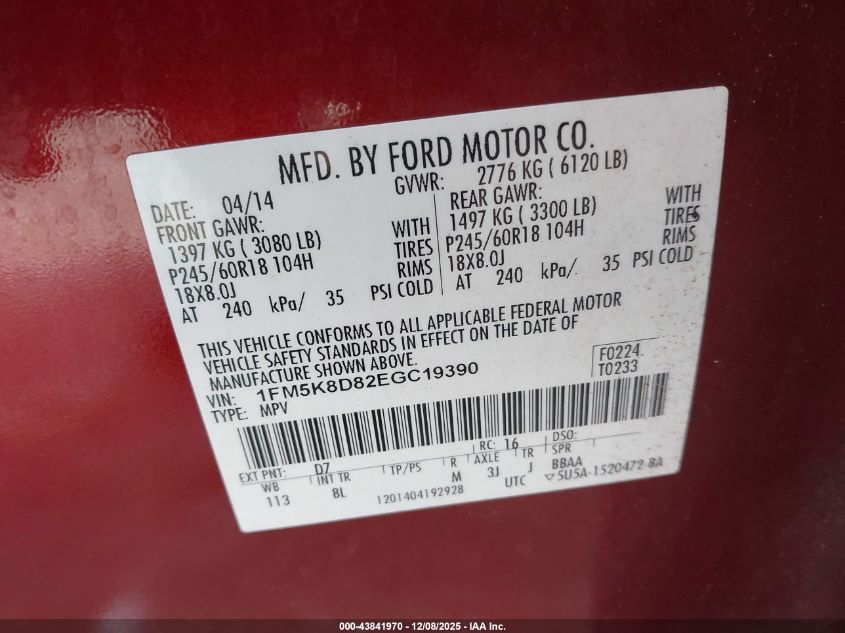 MFD. BY FORD MOTOR CO.
DATE: 04/14 GVWR: 2776 KG ( 6120 LB)
FRONT GAWR: REAR GAWR:
1397 KG ( 3080 LB) WITH 1497 KG ( 3300 LB) WITH
P245/60R18 104H TIRES P245/60R18 104H TIRES
18X8.0J RIMS 18X8.0J RIMS
AT 240 kPa/ 35 PSI COLD AT 240 kPa/. 35 PSI COLD
THIS VEHICLE CONFORMS TO ALL APPLICABLE FEDERAL MOTOR
VEHICLE SAFETY STANDARDS IN EFFECT ON THE DATE OF
MANUFACTURE SHOWN ABOVE.
VIN: 1FM5K8D82EGC19390 F0224
TYPE: MPV T0233
EXT PNT: D7 RC: 16 DSO:
WB INT TR TP/PS R AXLE TR SPR
113 8L M 3J J BBAA
1201404192928 UTC ▽5U5A-1520472-BA
000-43841970 - 12/08/2025 - IAA Inc.